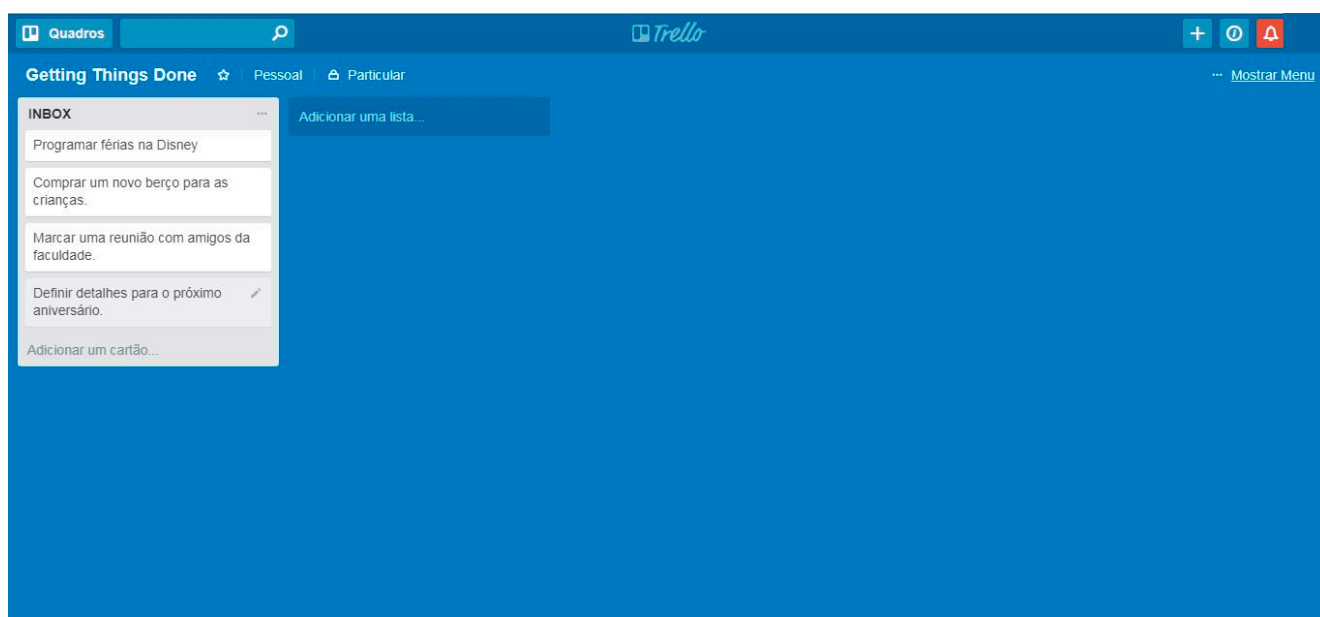 Quadros
Trello
Getting Things Done
Pessoal
Particular
... Mostrar Menu
INBOX ...
Adicionar uma lista...
Programar férias na Disney
Comprar um novo berço para as
crianças.
Marcar uma reunião com amigos da
faculdade.
Definir detalhes para o próximo
aniversário.
Adicionar um cartão...